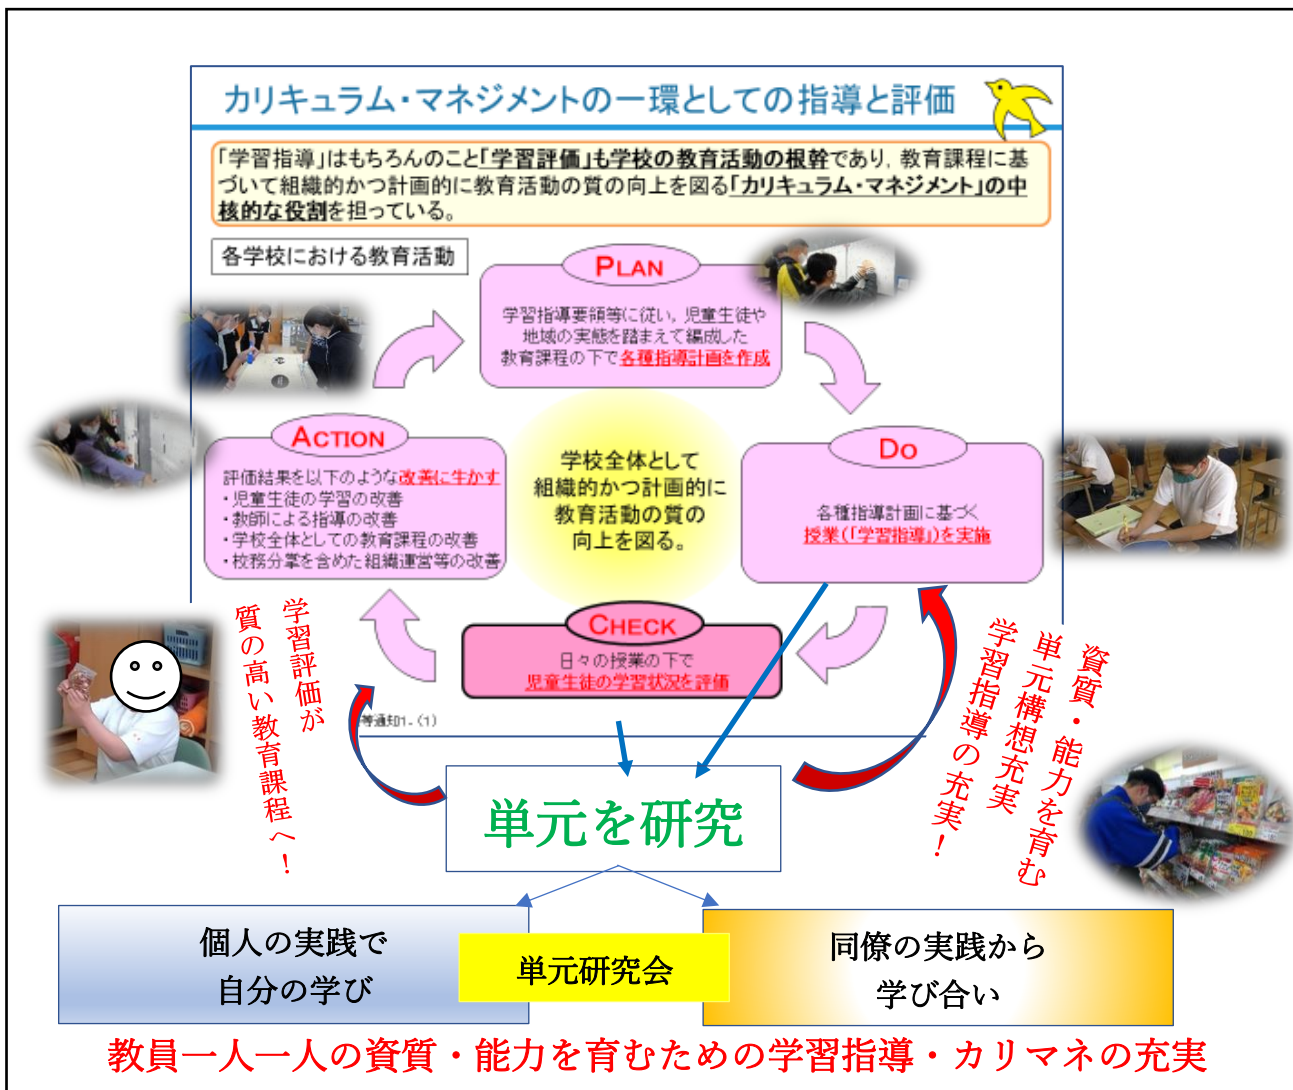 カリキュラム・マネジメントの一環としての指導と評価
「学習指導」はもちろんのこと「学習評価」も学校の教育活動の根幹であり，教育課程に基
づいて組織的かつ計画的に教育活動の質の向上を図る「カリキュラム・マネジメント」の中
核的な役割を担っている。
各学校における教育活動
PLAN
学習指導要領等に従い，児童生徒や
地域の実態を踏まえて編成した
教育課程の下で各種指導計画を作成
ACTION
評価結果を以下のような改善に生かす
・児童生徒の学習の改善
・教師による指導の改善
・学校全体としての教育課程の改善
・校務分掌を含めた組織運営等の改善
学校全体として
組織的かつ計画的に
教育活動の質の
向上を図る。
DO
各種指導計画に基づく
授業（「学習指導」）を実施
CHECK
日々の授業の下で
児童生徒の学習状況を評価
等通知1.（1）
学習評価が
質の高い教育課程へ！
資質・能力を育む
単元構想充実
学習指導の充実！
単元を研究
個人の実践で
自分の学び
単元研究会
同僚の実践から
学び合い
教員一人一人の資質・能力を育むための学習指導・カリマネの充実